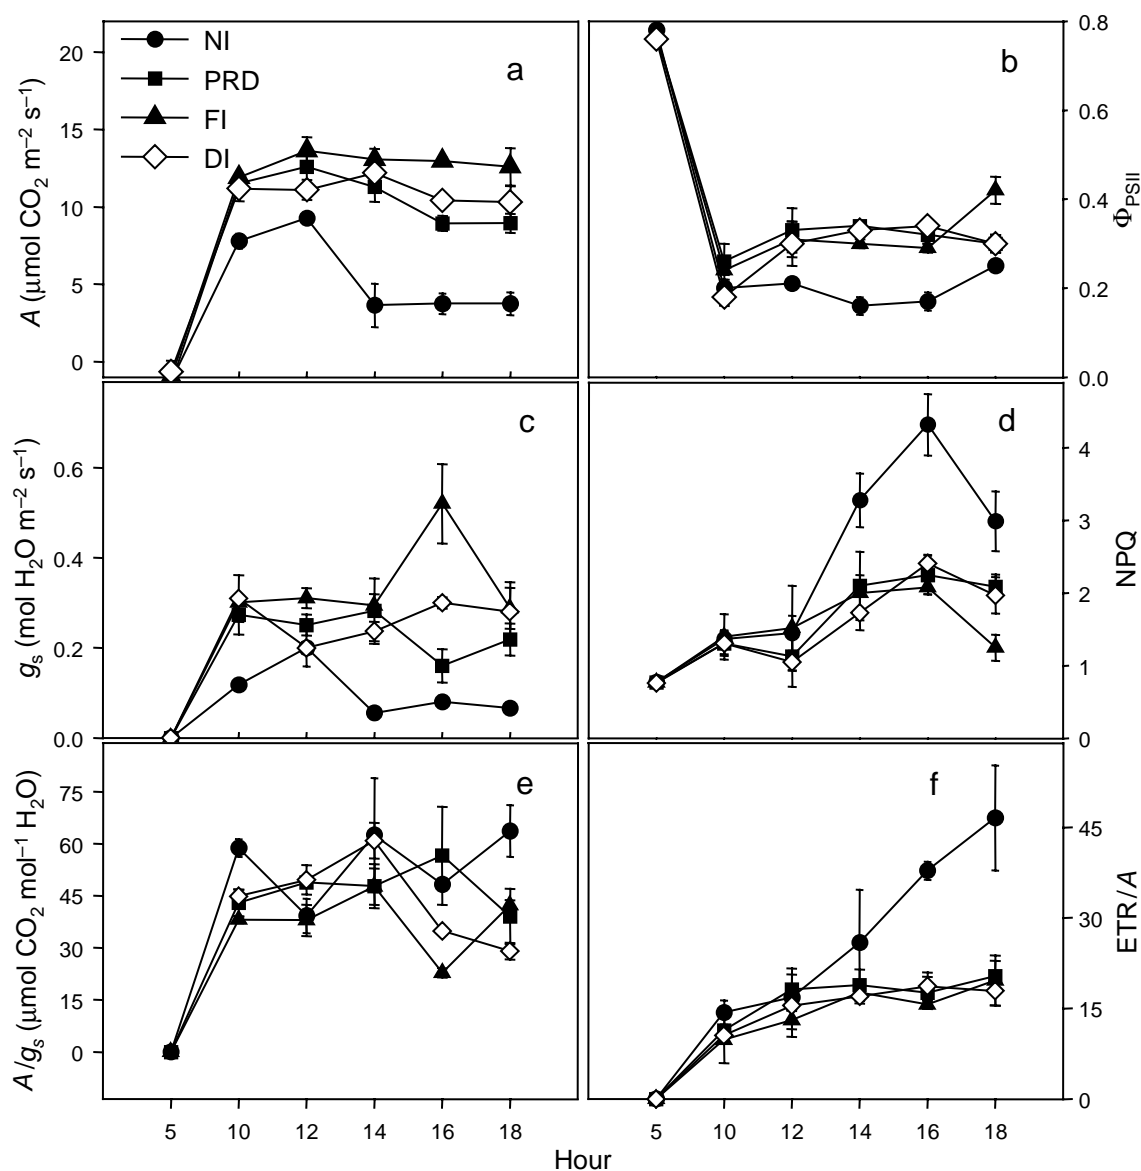 NI
PRD
FI
DI
a
20
15
10
5
0
A (μmol CO₂ m⁻² s⁻¹)
b
0.8
0.6
0.4
0.2
0.0
Φ_PSII
c
0.6
0.4
0.2
0.0
gₛ (mol H₂O m⁻² s⁻¹)
d
4
3
2
1
0
NPQ
e
75
60
45
30
15
0
A/gₛ (μmol CO₂ mol⁻¹ H₂O)
f
45
30
15
0
ETR/A
5 10 12 14 16 18
5 10 12 14 16 18
Hour